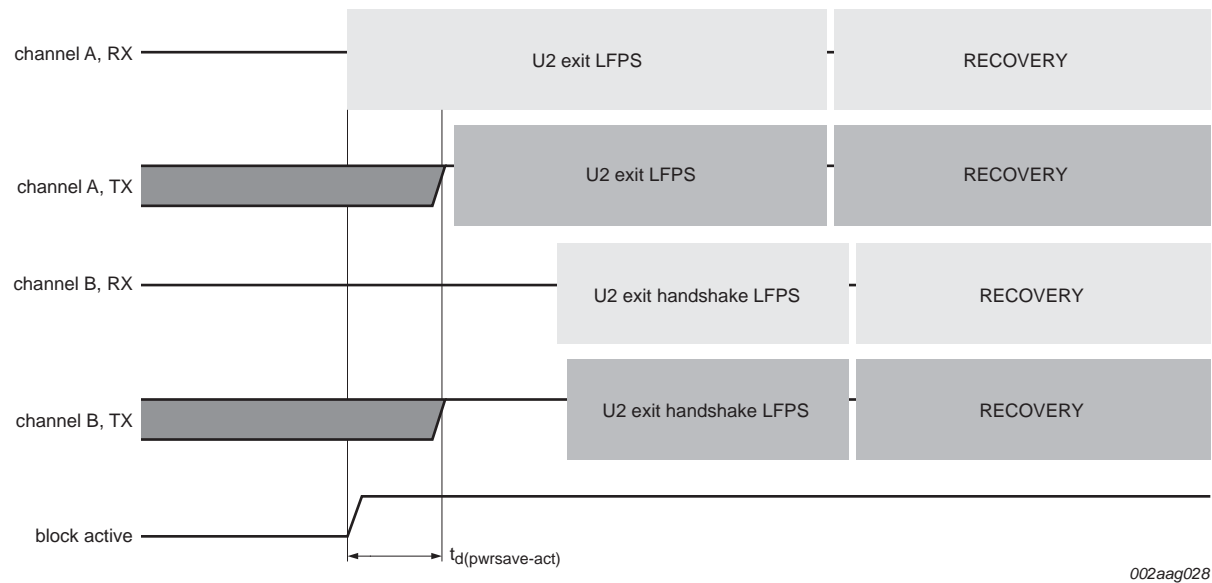 channel A, RX
U2 exit LFPS
RECOVERY
channel A, TX
U2 exit LFPS
RECOVERY
channel B, RX
U2 exit handshake LFPS
RECOVERY
channel B, TX
U2 exit handshake LFPS
RECOVERY
block active
td(pwrsave-act)
002aag028